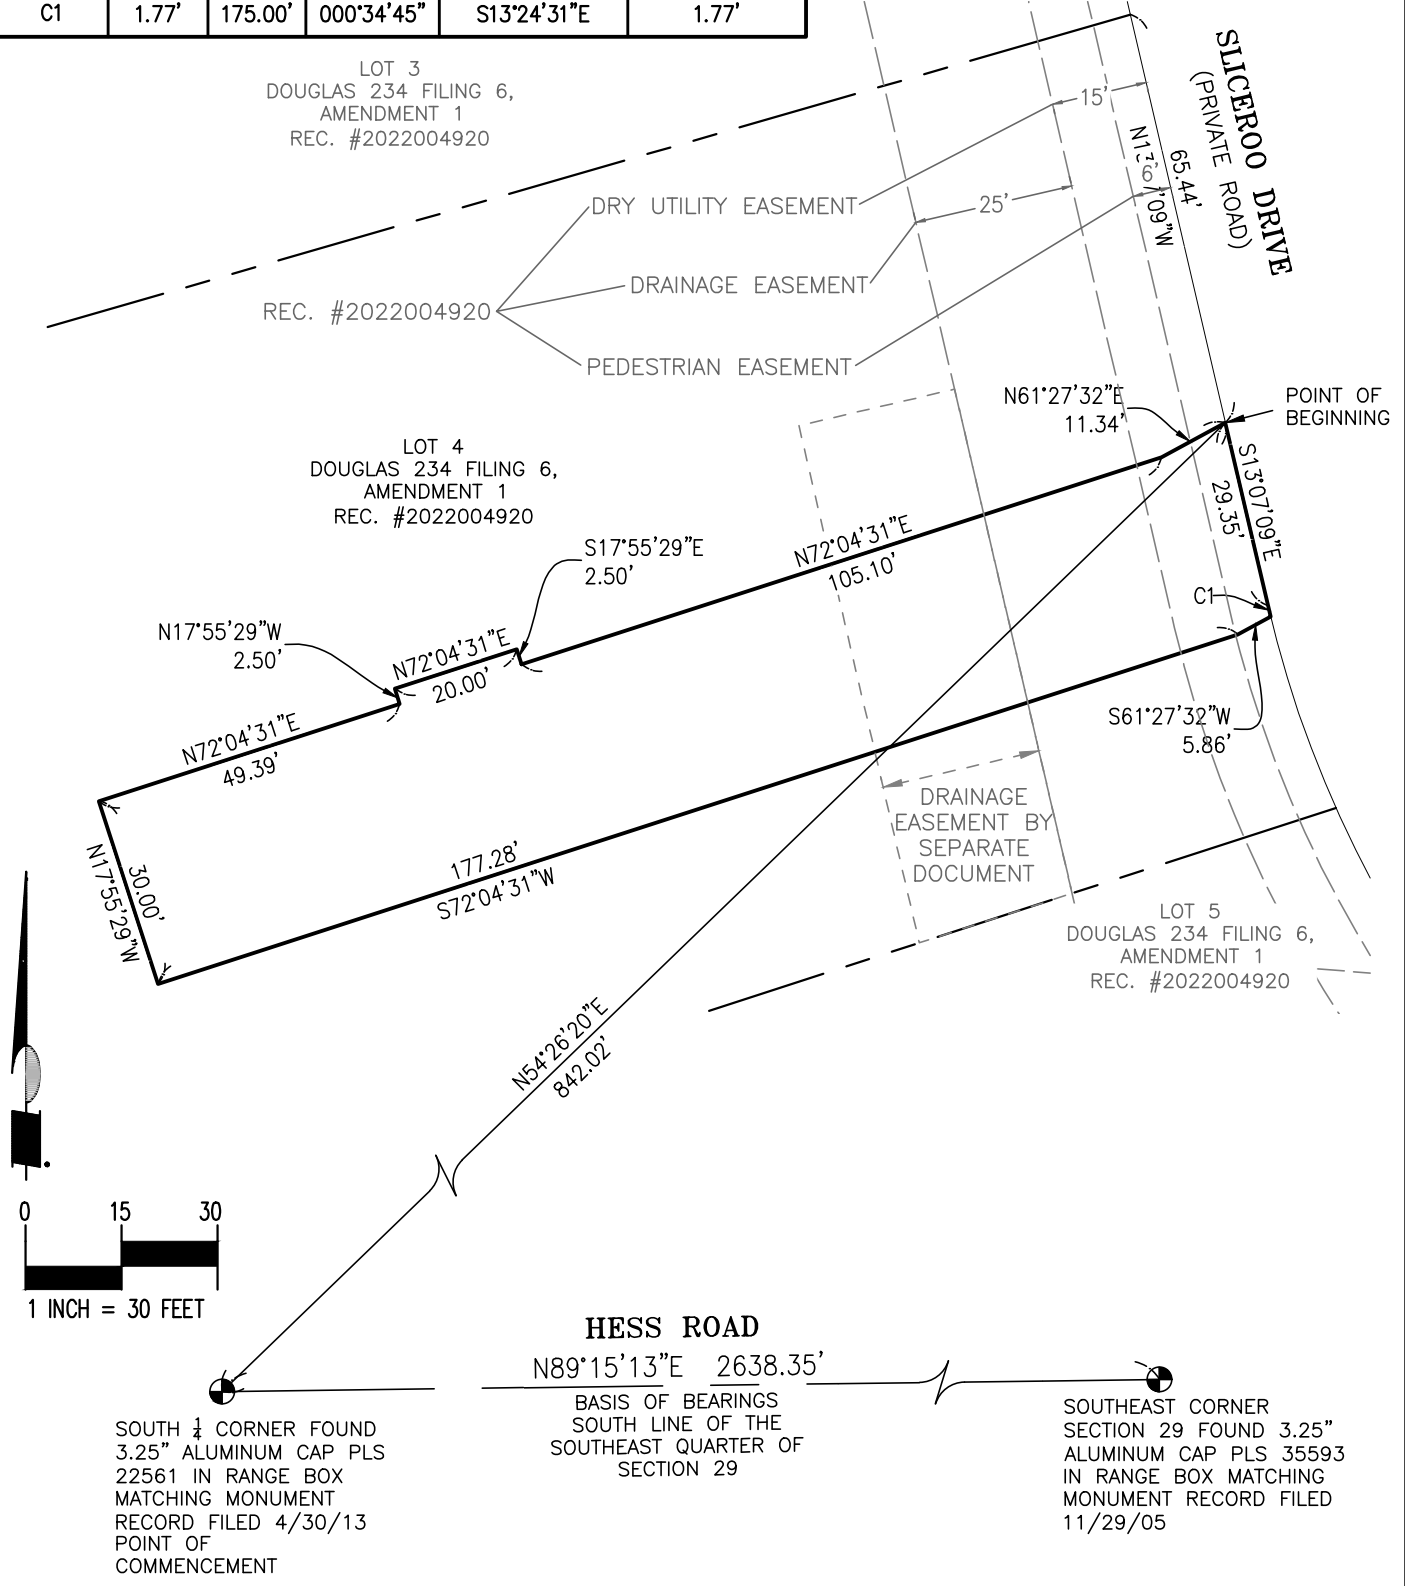 C1 1.77' 175.00' 000°34'45" S13°24'31"E 1.77'
LOT 3
DOUGLAS 234 FILING 6,
AMENDMENT 1
REC. #2022004920
SLICEROO DRIVE
(PRIVATE ROAD)
15'
65.44'
6'
DRY UTILITY EASEMENT
25'
DRAINAGE EASEMENT
REC. #2022004920
PEDESTRIAN EASEMENT
N61°27'32"E
11.34'
POINT OF
BEGINNING
LOT 4
DOUGLAS 234 FILING 6,
AMENDMENT 1
REC. #2022004920
S13°07'09"E
29.35'
N72°04'31"E
105.10'
S17°55'29"E
2.50'
C1
N17°55'29"W
2.50'
N72°04'31"E
20.00'
S61°27'32"W
5.86'
N72°04'31"E
49.39'
DRAINAGE
EASEMENT BY
SEPARATE
DOCUMENT
177.28'
S72°04'31"W
30.00'
N17°55'29"W
LOT 5
DOUGLAS 234 FILING 6,
AMENDMENT 1
REC. #2022004920
N54°26'20"E
842.02'
0 15 30
1 INCH = 30 FEET
HESS ROAD
N89°15'13"E 2638.35'
BASIS OF BEARINGS
SOUTH LINE OF THE
SOUTHEAST QUARTER OF
SECTION 29
SOUTH 1/4 CORNER FOUND
3.25" ALUMINUM CAP PLS
22561 IN RANGE BOX
MATCHING MONUMENT
RECORD FILED 4/30/13
POINT OF
COMMENCEMENT
SOUTHEAST CORNER
SECTION 29 FOUND 3.25"
ALUMINUM CAP PLS 35593
IN RANGE BOX MATCHING
MONUMENT RECORD FILED
11/29/05